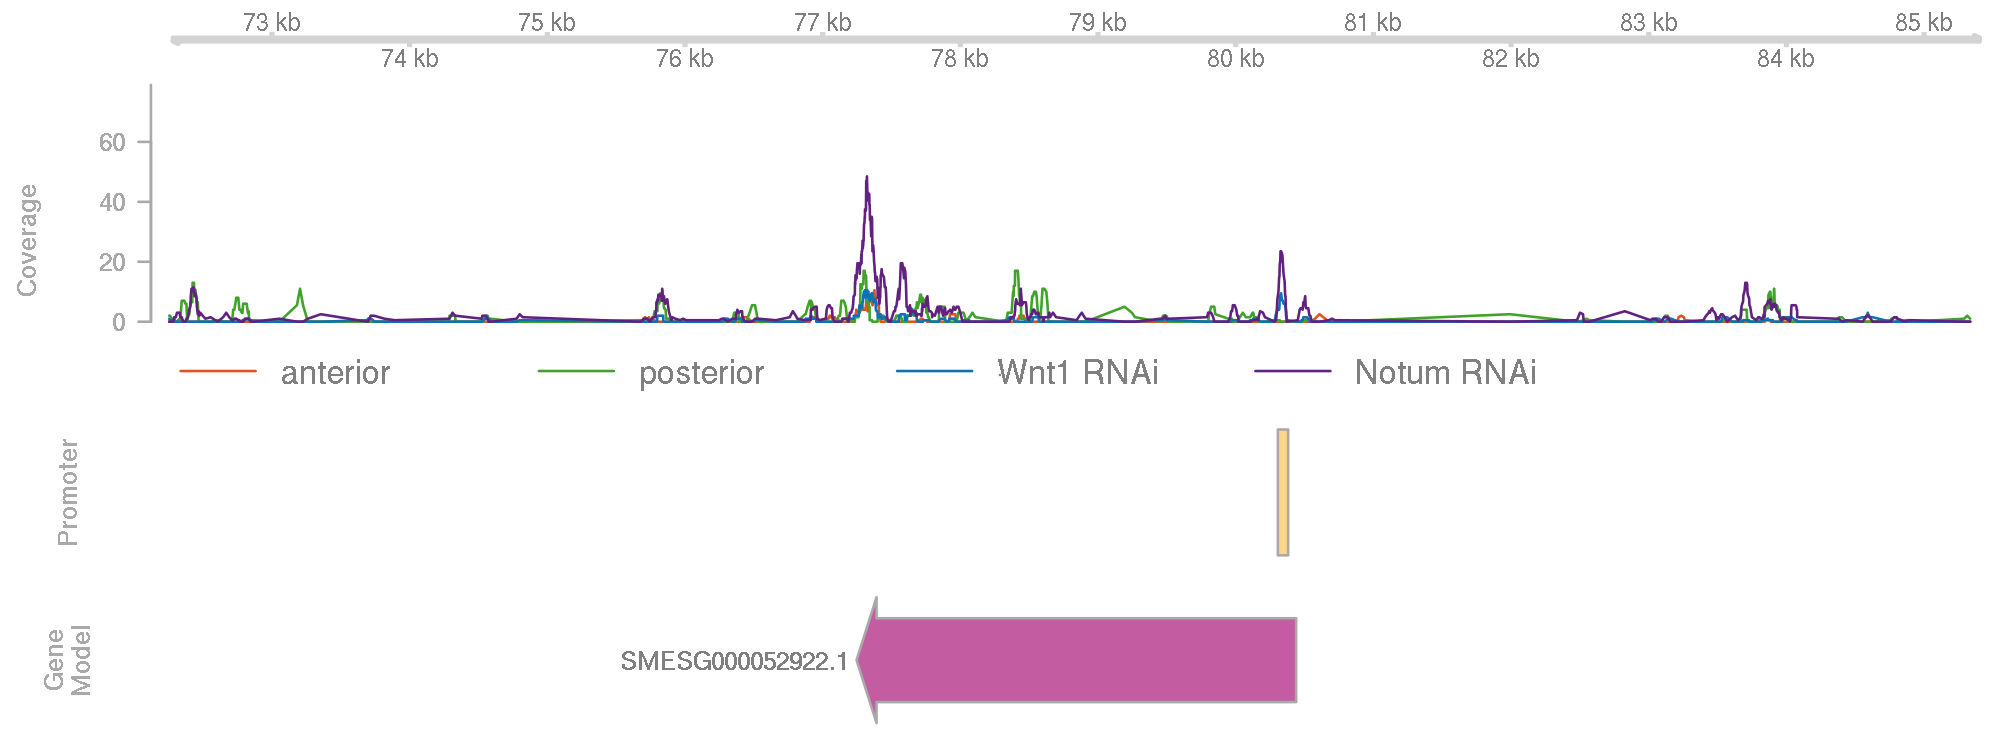 73 kb 75 kb 77 kb 79 kb 81 kb 83 kb 85 kb
74 kb 76 kb 78 kb 80 kb 82 kb 84 kb
Coverage
60
40
20
0
anterior posterior Wnt1 RNAi Notum RNAi
Promoter
Gene
Model
SMESG000052922.1